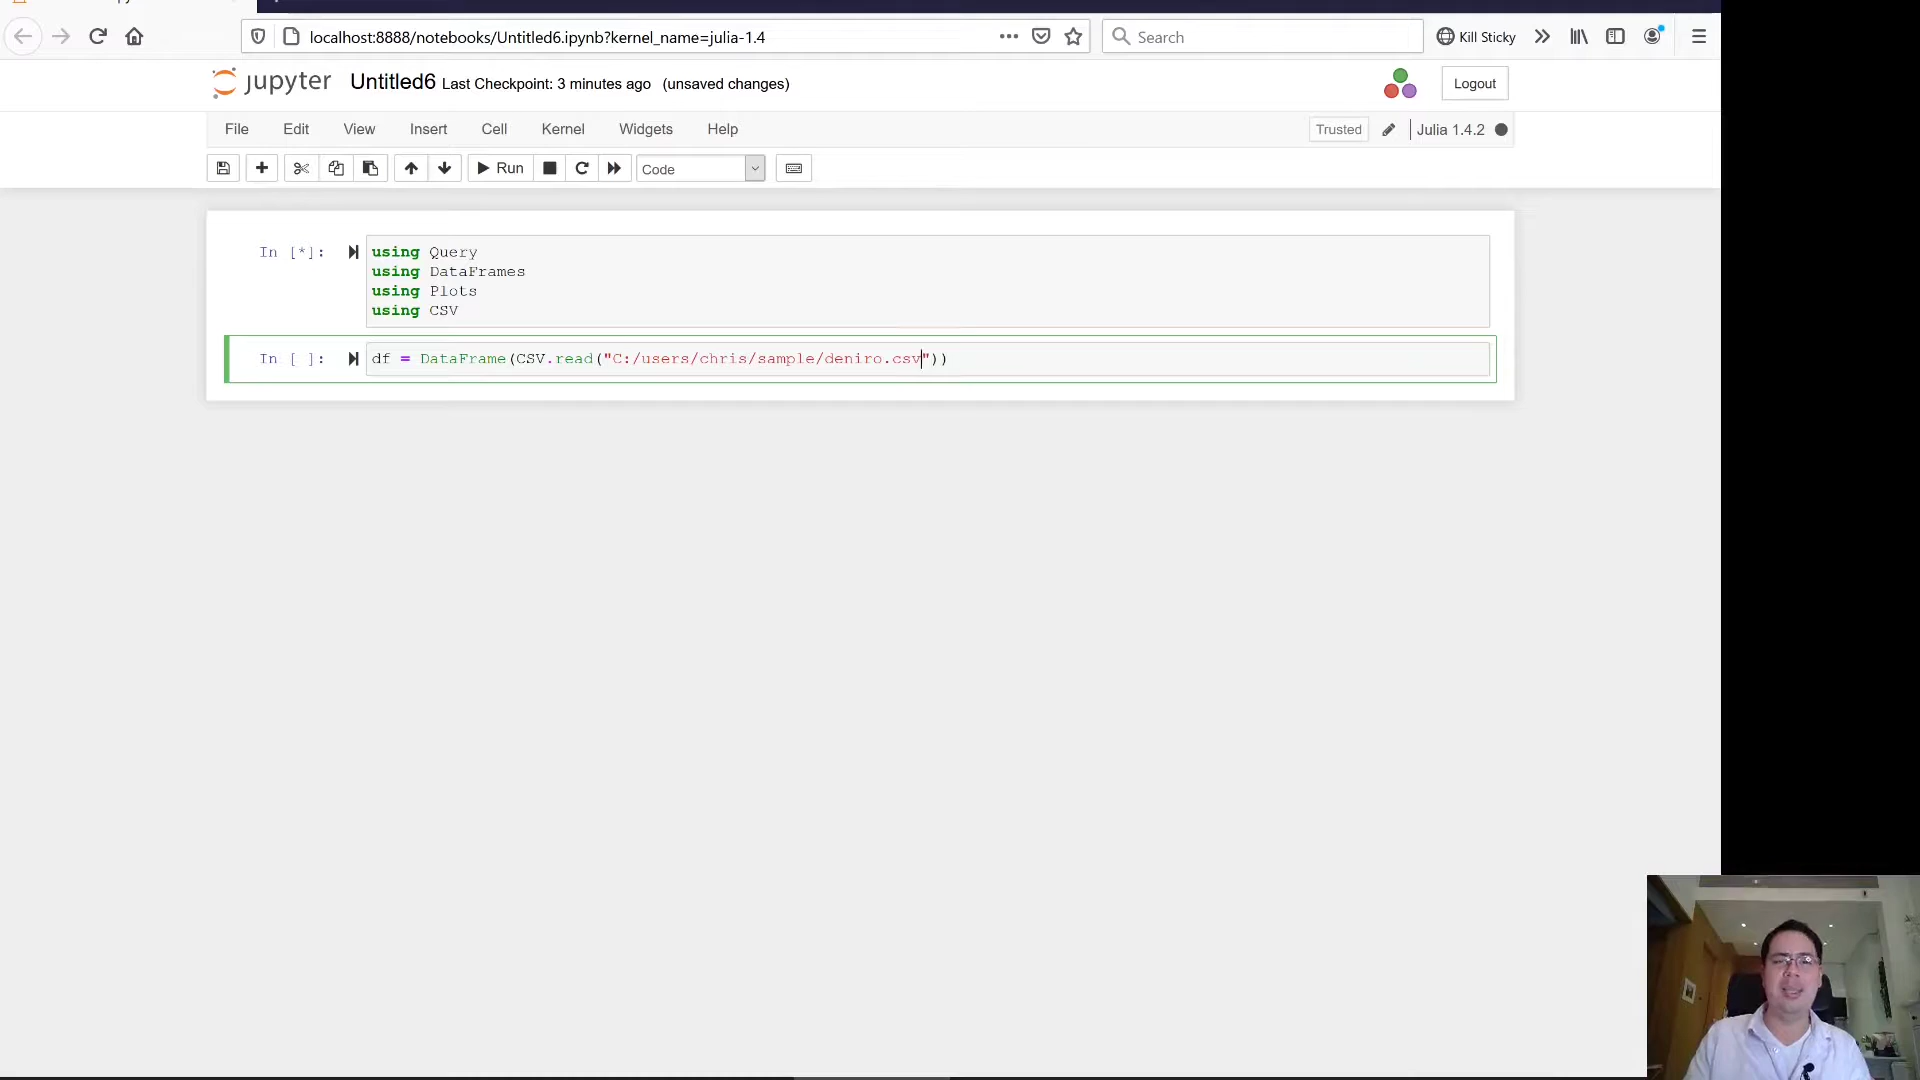 localhost:8888/notebooks/Untitled6.ipynb?kernel_name=julia-1.4
Search
Kill Sticky
jupyter Untitled6 Last Checkpoint: 3 minutes ago (unsaved changes)
Logout
File Edit View Insert Cell Kernel Widgets Help
Trusted
Julia 1.4.2
Run
Code
In [*]:
using Query
using DataFrames
using Plots
using CSV
In [ ]:
df = DataFrame(CSV.read("C:/users/chris/sample/deniro.csv"))